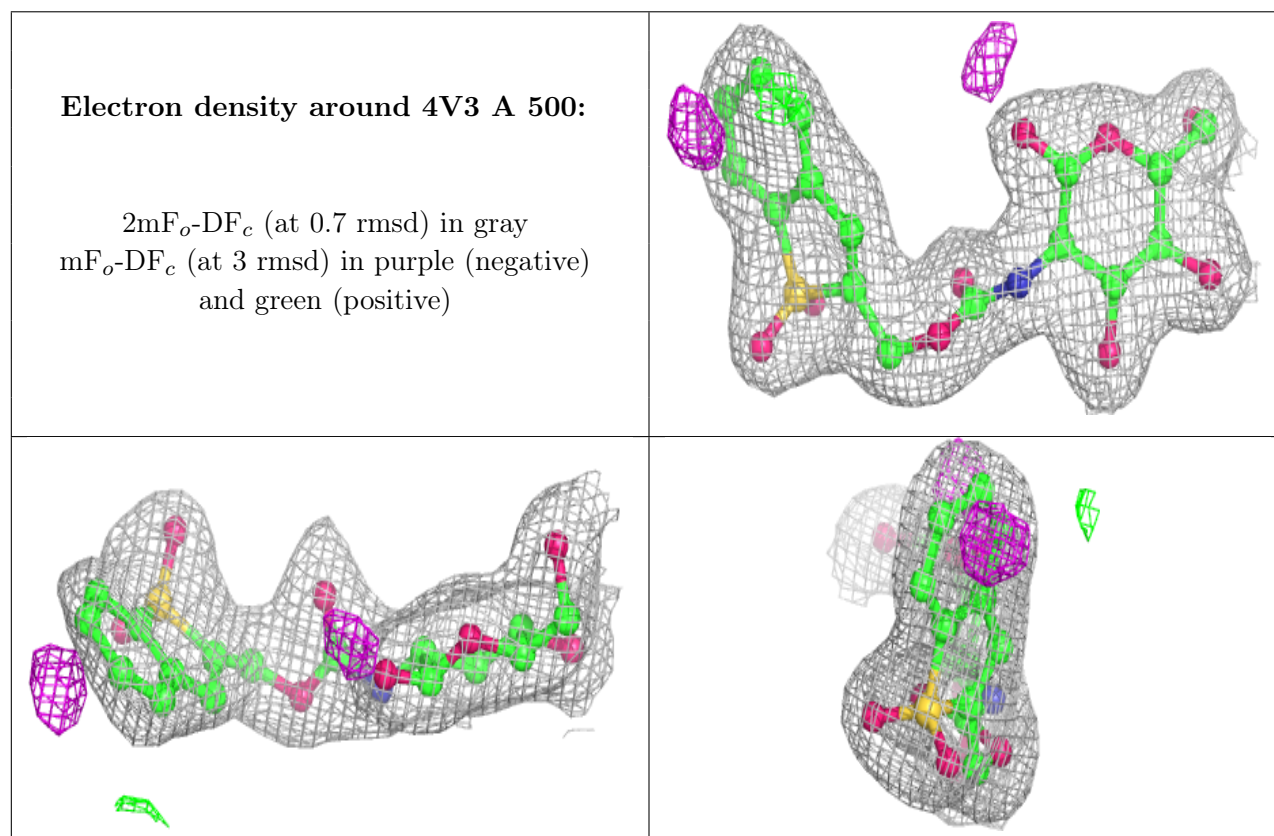 Electron density around 4V3 A 500:
2mFo-DFc (at 0.7 rmsd) in gray
mFo-DFc (at 3 rmsd) in purple (negative)
and green (positive)